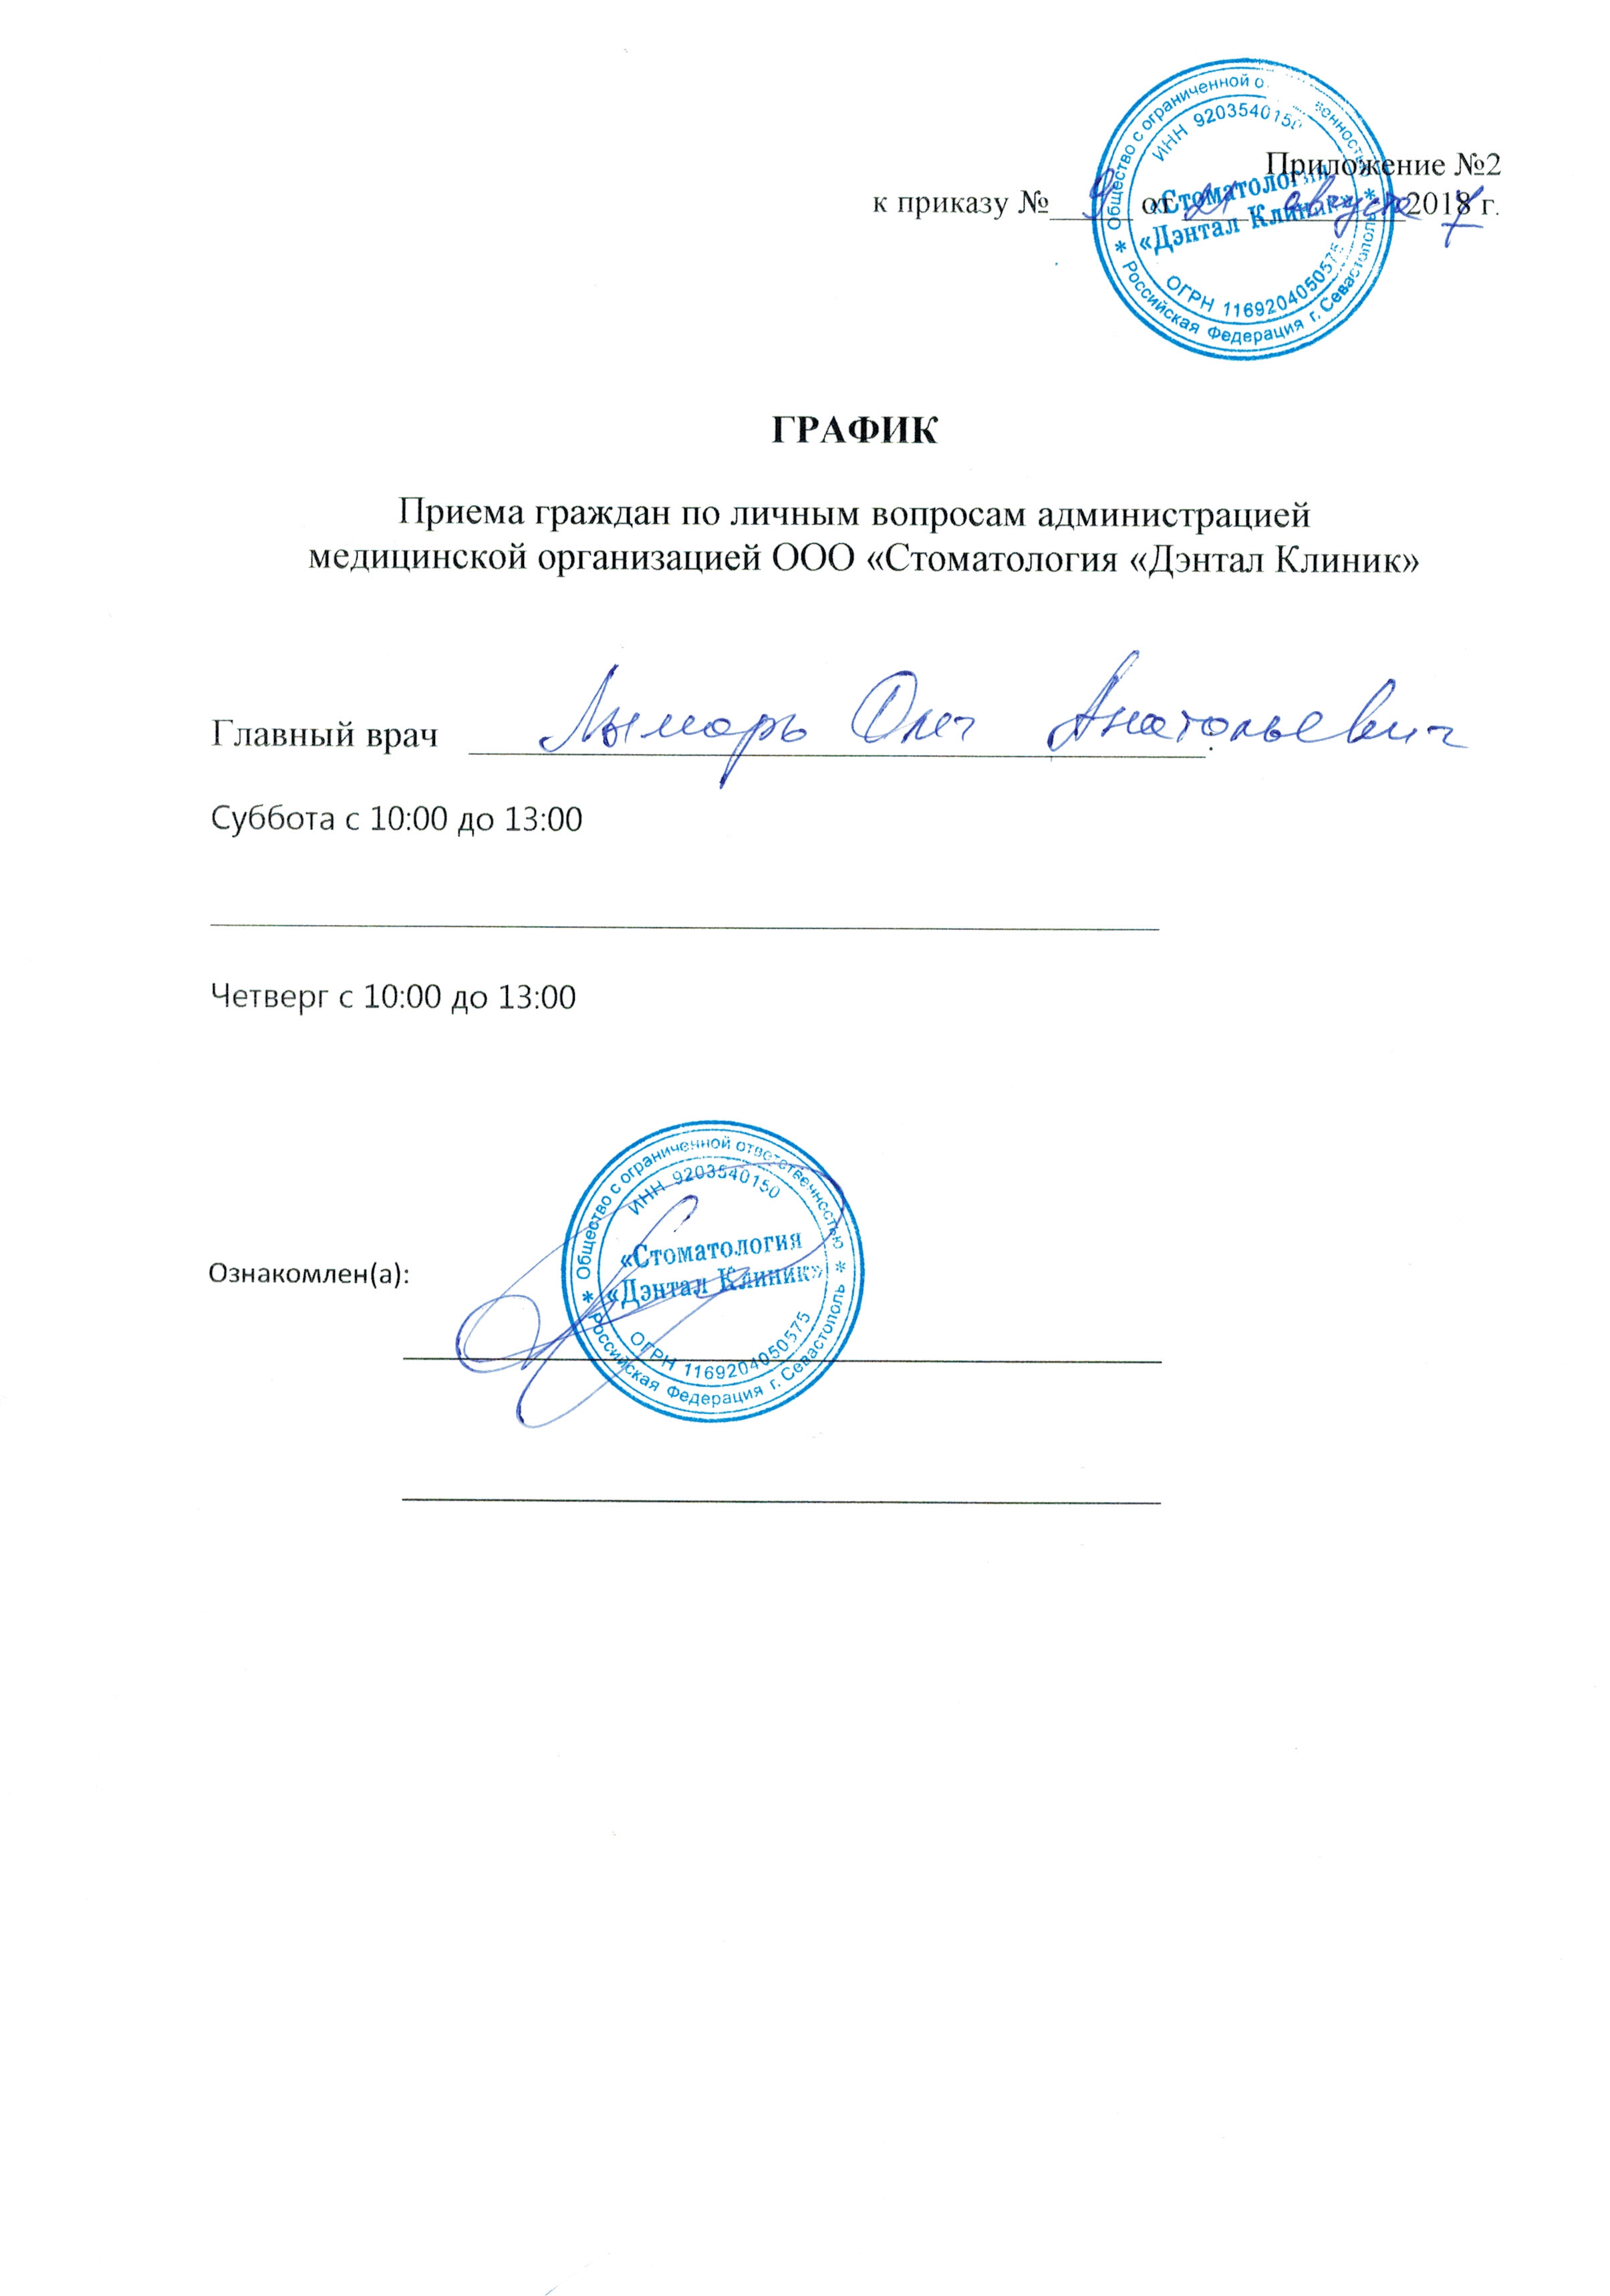 Приложение №2
к приказу № 9 от 21 августа 2018 г.
7
Общество с ограниченной
ИНН 9203540150
«Стоматология
«Дэнтал Клиник»
ОГРН 1169204050575
Российская Федерация г. Севастополь
ГРАФИК
Приема граждан по личным вопросам администрацией
медицинской организацией ООО «Стоматология «Дэнтал Клиник»
Главный врач Лымарь Олег Анатольевич
Суббота с 10:00 до 13:00
Четверг с 10:00 до 13:00
Общество с ограниченной ответственностью
ИНН 9203540150
«Стоматология
«Дэнтал Клиник»
ОГРН 1169204050575
Российская Федерация г. Севастополь
Ознакомлен(а):